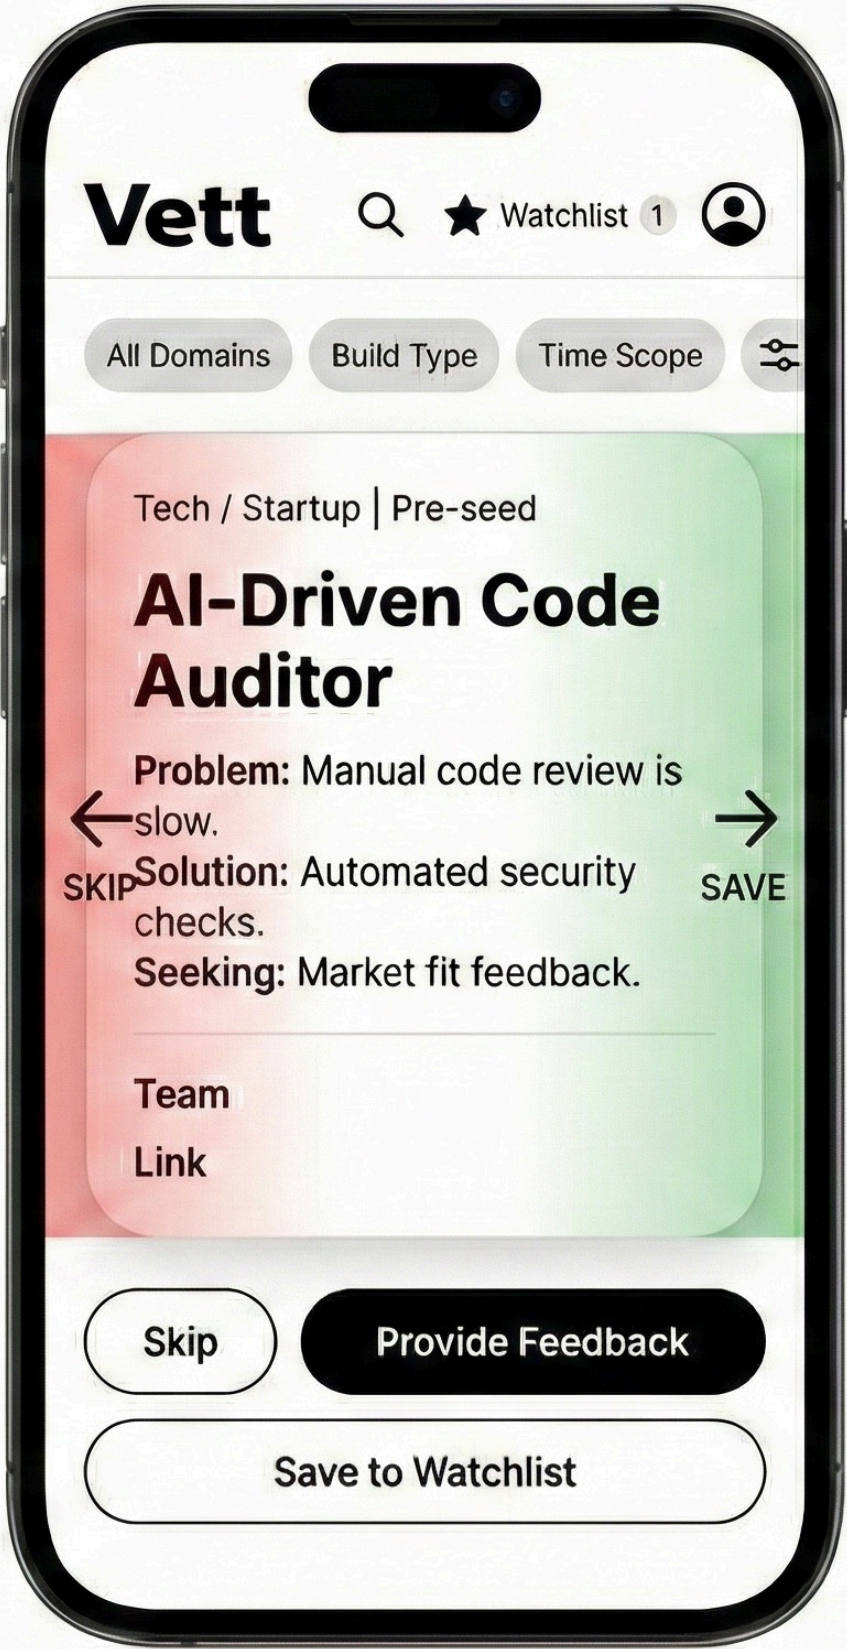 Vett
Watchlist 1
All Domains
Build Type
Time Scope
Tech / Startup | Pre-seed
AI-Driven Code
Auditor
Problem: Manual code review is
slow.
Solution: Automated security
checks.
Seeking: Market fit feedback.
SKIP
SAVE
Team
Link
Skip
Provide Feedback
Save to Watchlist